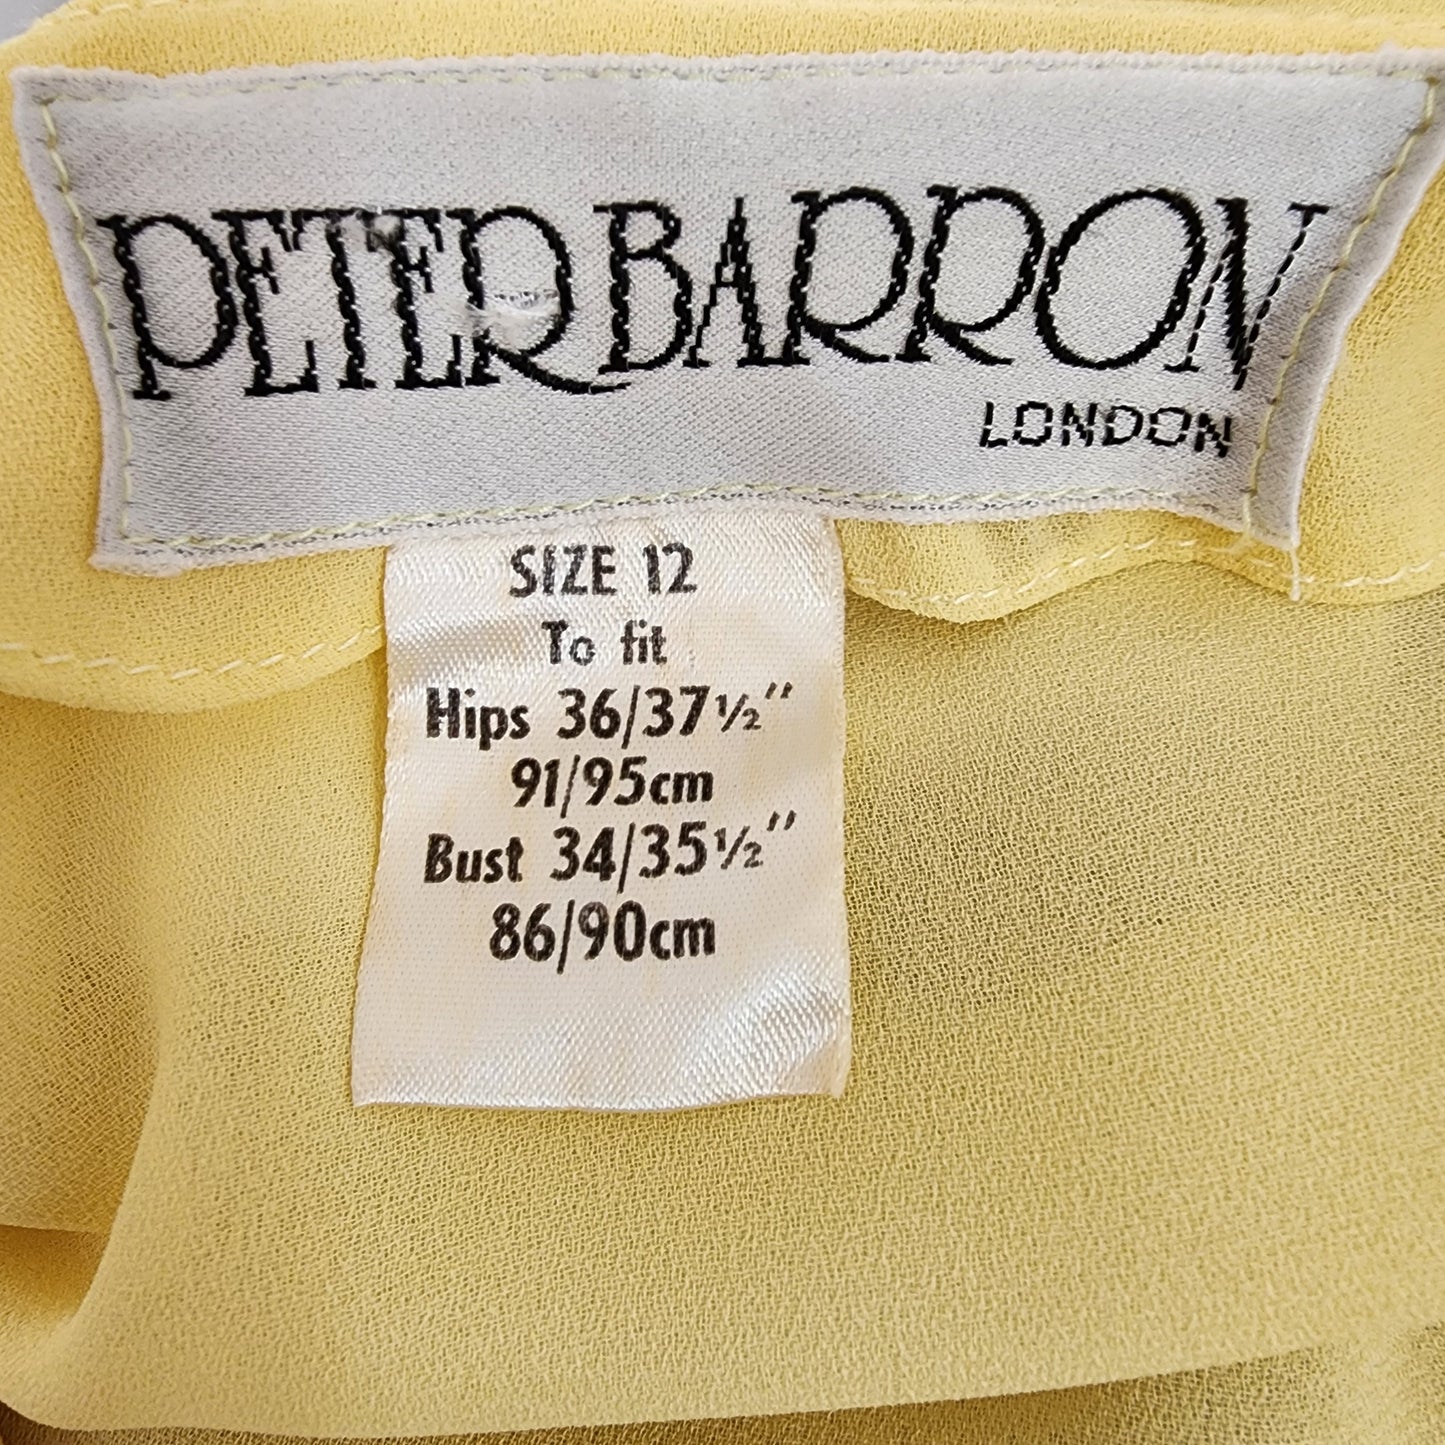 PETER BARRON
LONDON
SIZE 12
To fit
Hips 36/37½"
91/95cm
Bust 34/35½"
86/90cm